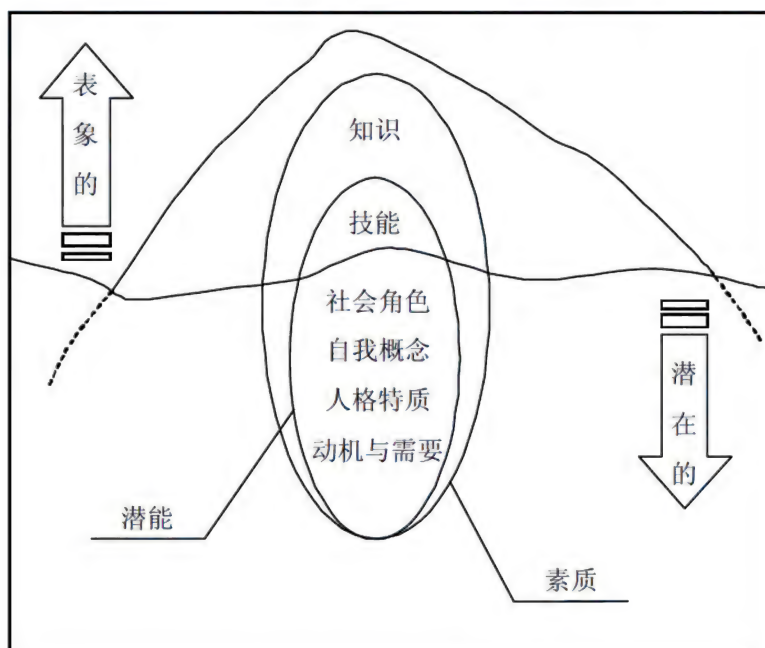 表象的
知识
技能
社会角色
自我概念
人格特质
动机与需要
潜在的
潜能
素质